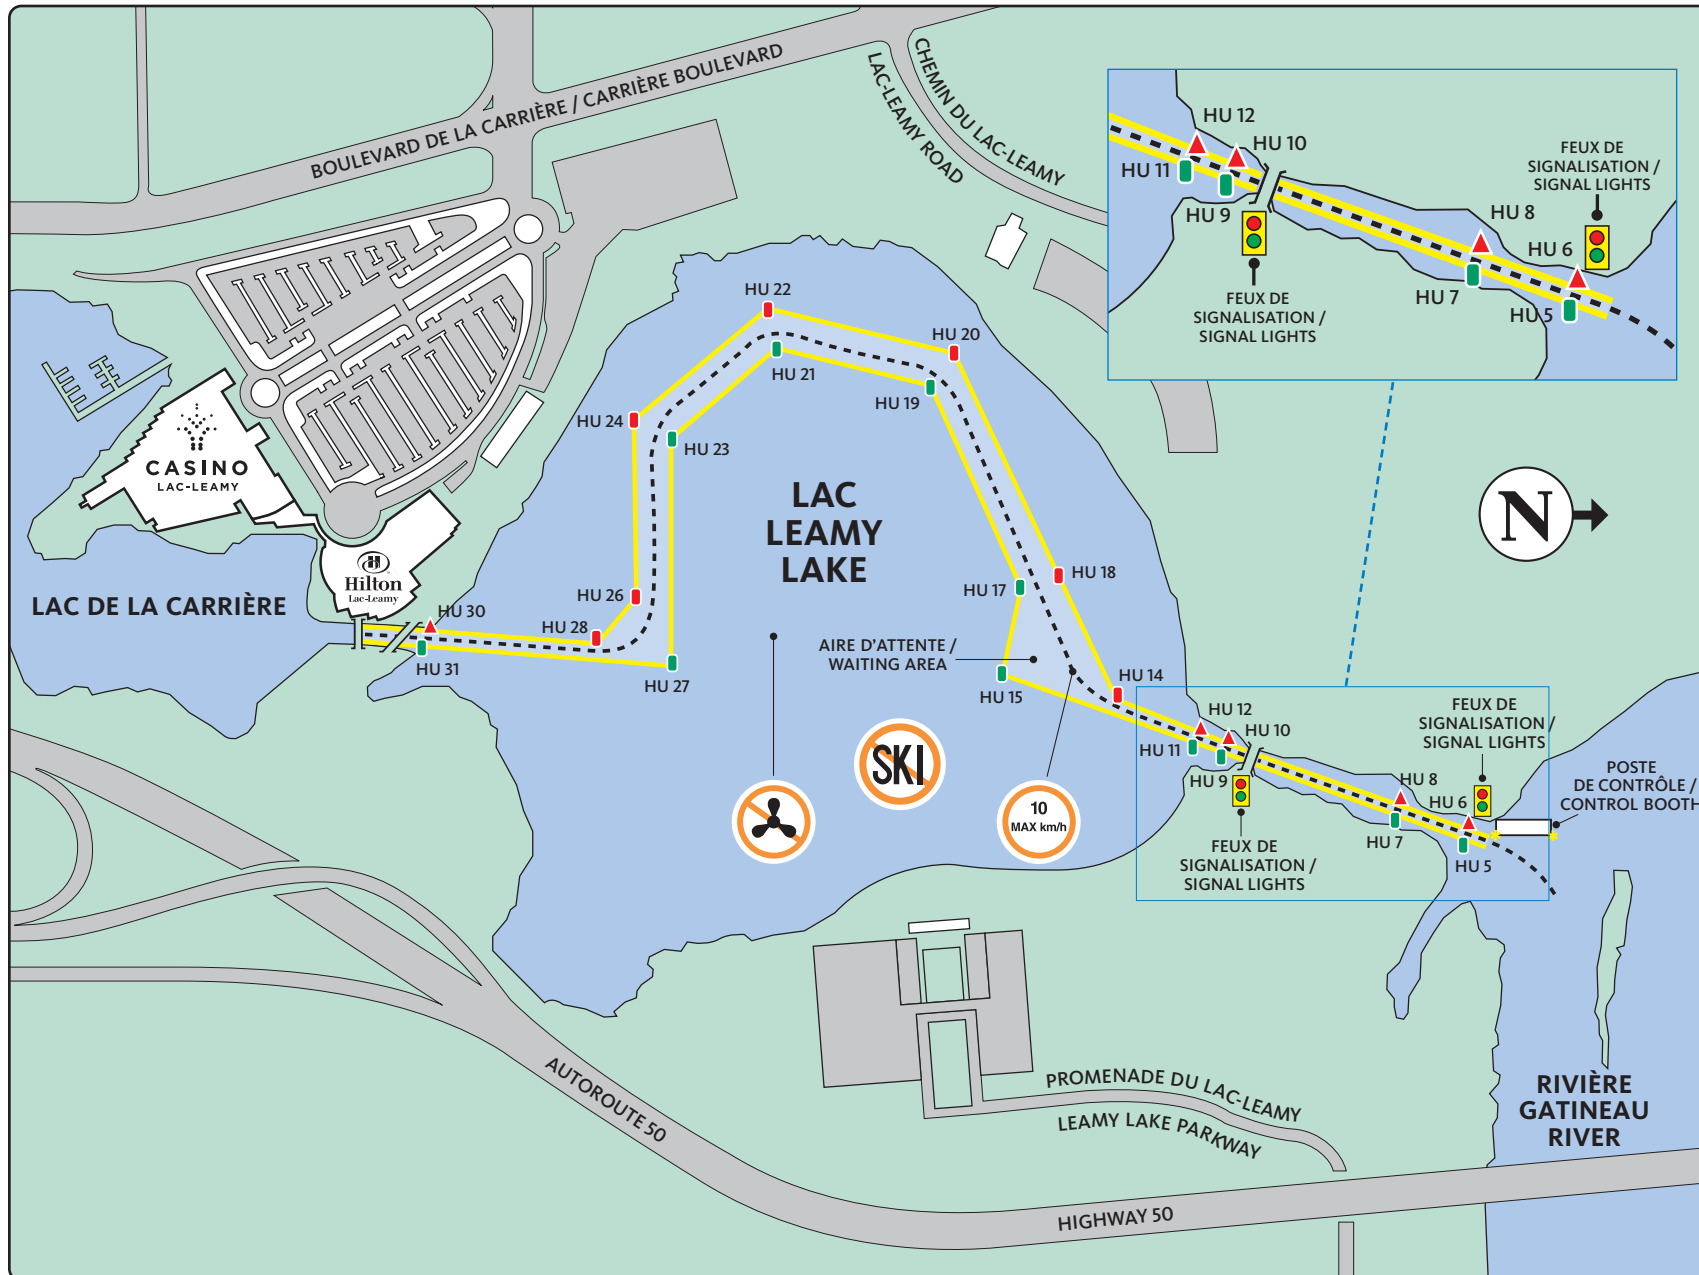 BOULEVARD DE LA CARRIÈRE / CARRIÈRE BOULEVARD
CHEMIN DU LAC-LEAMY
LAC-LEAMY ROAD
HU 12
HU 10
HU 11
HU 9
FEUX DE
SIGNALISATION /
SIGNAL LIGHTS
HU 8
HU 6
HU 7
HU 5
FEUX DE
SIGNALISATION /
SIGNAL LIGHTS
N
CASINO
LAC-LEAMY
H
Hilton
Lac-Leamy
LAC DE LA CARRIÈRE
LAC
LEAMY
LAKE
HU 22
HU 20
HU 21
HU 19
HU 24
HU 23
HU 26
HU 28
HU 30
HU 31
HU 27
HU 17
HU 18
AIRE D'ATTENTE /
WAITING AREA
HU 15
HU 14
SKI
10
MAX km/h
HU 12
HU 10
HU 11
HU 9
FEUX DE
SIGNALISATION /
SIGNAL LIGHTS
HU 8
HU 6
HU 7
HU 5
FEUX DE
SIGNALISATION /
SIGNAL LIGHTS
POSTE
DE CONTRÔLE /
CONTROL BOOTH
AUTOROUTE 50
PROMENADE DU LAC-LEAMY
LEAMY LAKE PARKWAY
HIGHWAY 50
RIVIÈRE
GATINEAU
RIVER